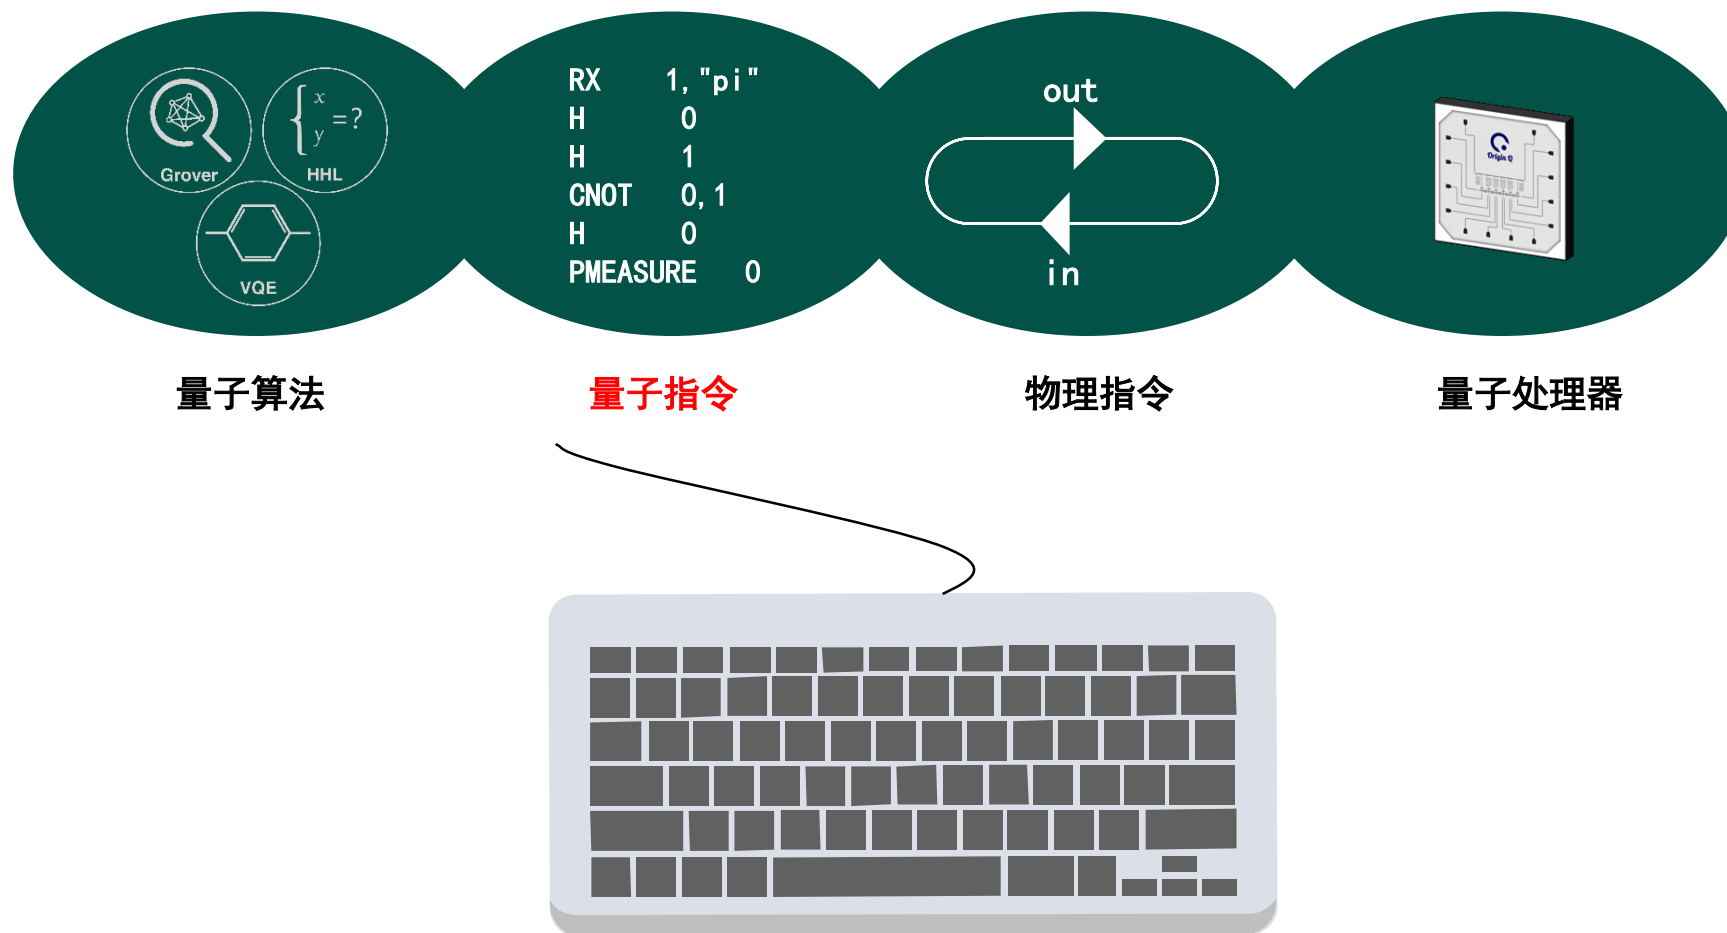 Grover
x
y
=?
HHL
VQE
RX 1,"pi"
H 0
H 1
CNOT 0,1
H 0
PMEASURE 0
out
in
Origin Q
量子算法
量子指令
物理指令
量子处理器